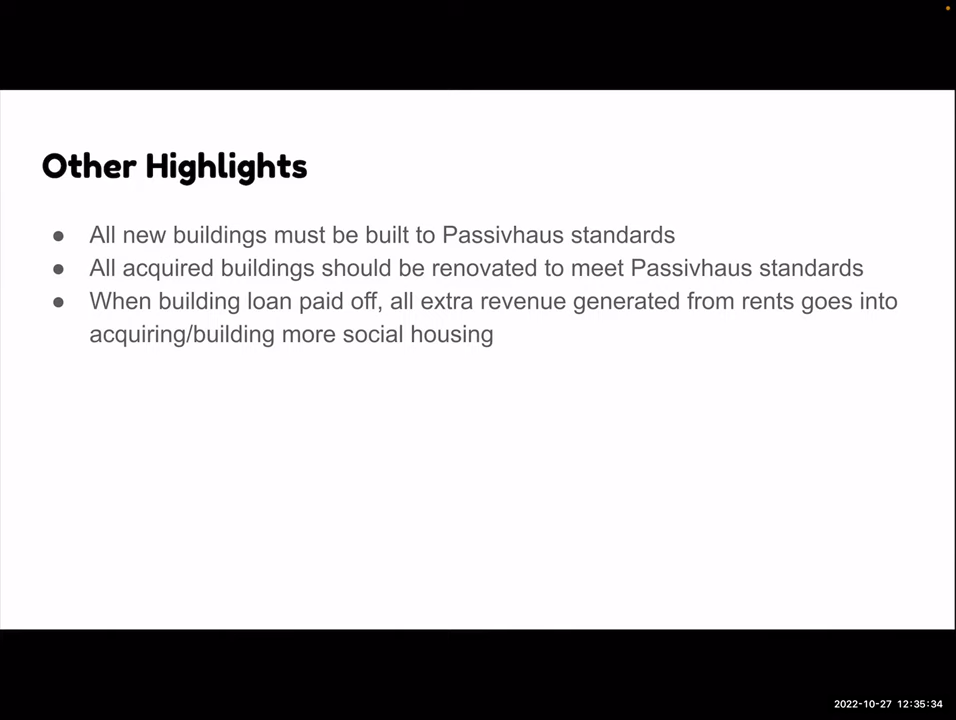 Other Highlights
● All new buildings must be built to Passivhaus standards
● All acquired buildings should be renovated to meet Passivhaus standards
● When building loan paid off, all extra revenue generated from rents goes into
acquiring/building more social housing
2022-10-27 12:35:34